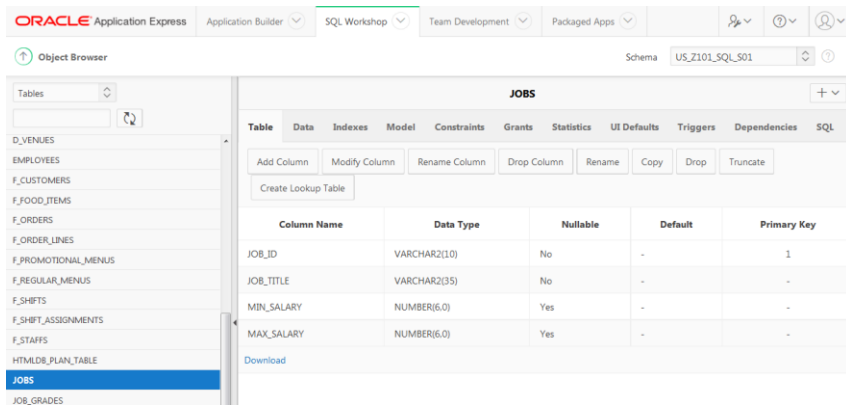 ORACLE Application Express Application Builder SQL Workshop Team Development Packaged Apps
Object Browser Schema US_Z101_SQL_S01
Tables
JOBS
Table Data Indexes Model Constraints Grants Statistics UI Defaults Triggers Dependencies SQL
D_VENUES
EMPLOYEES
F_CUSTOMERS
F_FOOD_ITEMS
F_ORDERS
F_ORDER_LINES
F_PROMOTIONAL_MENUS
F_REGULAR_MENUS
F_SHIFTS
F_SHIFT_ASSIGNMENTS
F_STAFFS
HTMLDB_PLAN_TABLE
JOBS
JOB_GRADES
Add Column Modify Column Rename Column Drop Column Rename Copy Drop Truncate
Create Lookup Table
Column Name Data Type Nullable Default Primary Key
JOB_ID VARCHAR2(10) No - 1
JOB_TITLE VARCHAR2(35) No - -
MIN_SALARY NUMBER(6,0) Yes - -
MAX_SALARY NUMBER(6,0) Yes - -
Download